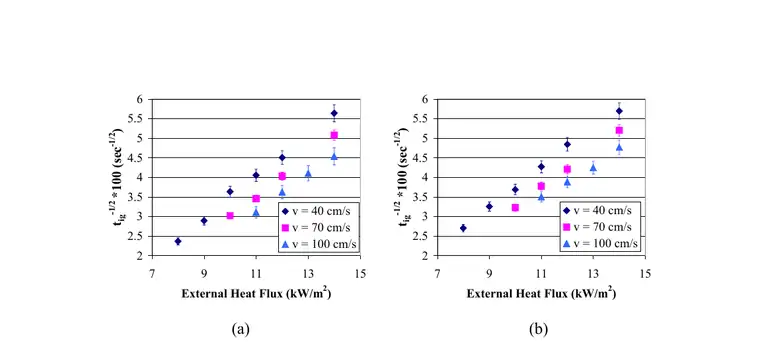 6
5.5
5
4.5
4
3.5
3
2.5
2
7 9 11 13 15
t_ig^-1/2 *100 (sec^-1/2)
External Heat Flux (kW/m^2)
v = 40 cm/s
v = 70 cm/s
v = 100 cm/s
(a)
6
5.5
5
4.5
4
3.5
3
2.5
2
7 9 11 13 15
t_ig^-1/2 *100 (sec^-1/2)
External Heat Flux (kW/m^2)
v = 40 cm/s
v = 70 cm/s
v = 100 cm/s
(b)